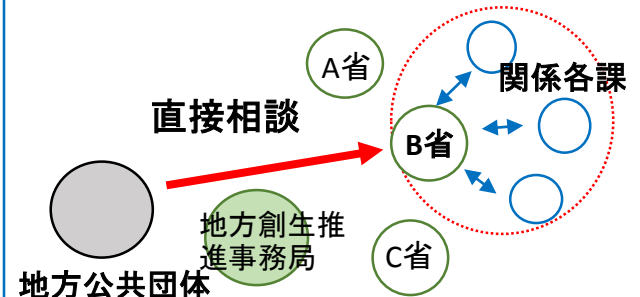 A省
関係各課
直接相談
B省
地方創生推
進事務局
C省
地方公共団体